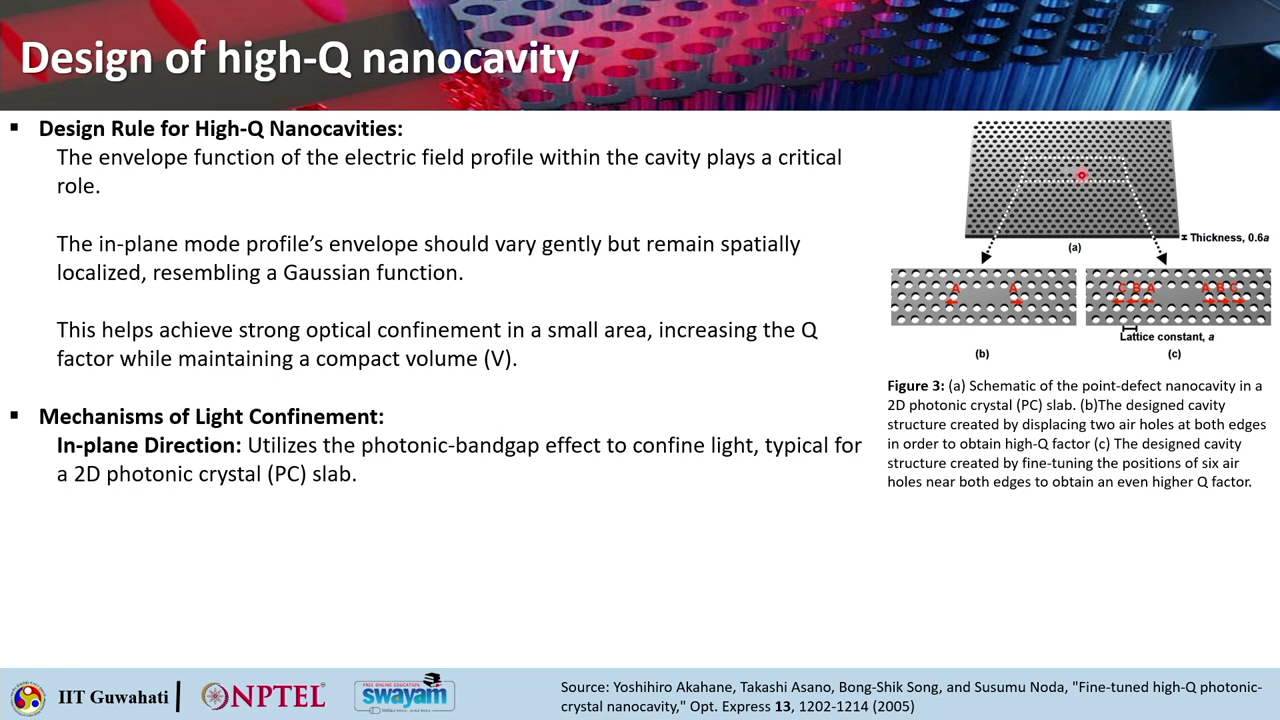 Design of high-Q nanocavity
▪ Design Rule for High-Q Nanocavities:
The envelope function of the electric field profile within the cavity plays a critical
role.
The in-plane mode profile’s envelope should vary gently but remain spatially
localized, resembling a Gaussian function.
This helps achieve strong optical confinement in a small area, increasing the Q
factor while maintaining a compact volume (V).
▪ Mechanisms of Light Confinement:
In-plane Direction: Utilizes the photonic-bandgap effect to confine light, typical for
a 2D photonic crystal (PC) slab.
Thickness, 0.6a
(a)
A A
C B A A B C
Lattice constant, a
(b) (c)
Figure 3: (a) Schematic of the point-defect nanocavity in a
2D photonic crystal (PC) slab. (b)The designed cavity
structure created by displacing two air holes at both edges
in order to obtain high-Q factor (c) The designed cavity
structure created by fine-tuning the positions of six air
holes near both edges to obtain an even higher Q factor.
IIT Guwahati
NPTEL
FREE ONLINE EDUCATION
swayam
Source: Yoshihiro Akahane, Takashi Asano, Bong-Shik Song, and Susumu Noda, "Fine-tuned high-Q photonic-
crystal nanocavity," Opt. Express 13, 1202-1214 (2005)